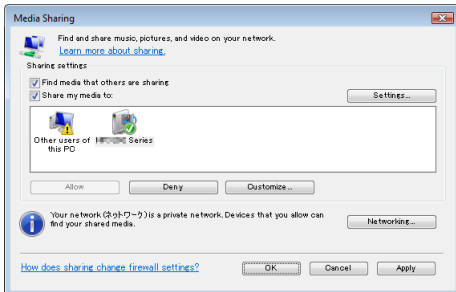 Media Sharing
Find and share music, pictures, and video on your network.
Learn more about sharing.
Sharing settings
Find media that others are sharing
Share my media to:
Settings...
Other users of
this PC
Series
Allow
Deny
Customize...
Your network (ネットワーク) is a private network. Devices that you allow can
find your shared media.
Networking...
How does sharing change firewall settings?
OK
Cancel
Apply